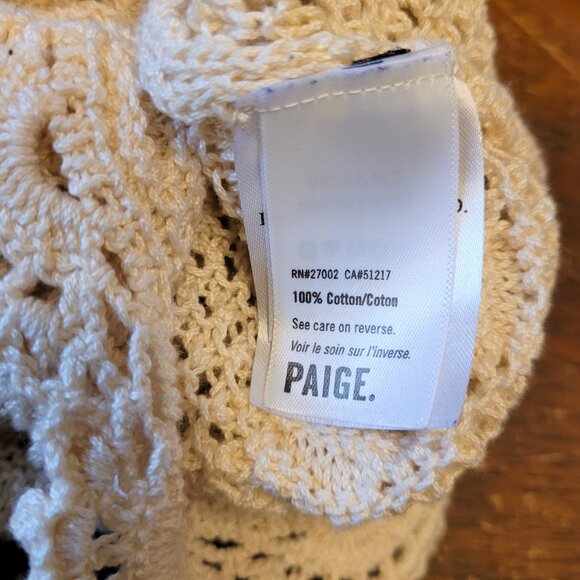 RN#27002 CA#51217
100% Cotton/Coton
See care on reverse.
Voir le soin sur l'inverse.
PAIGE.